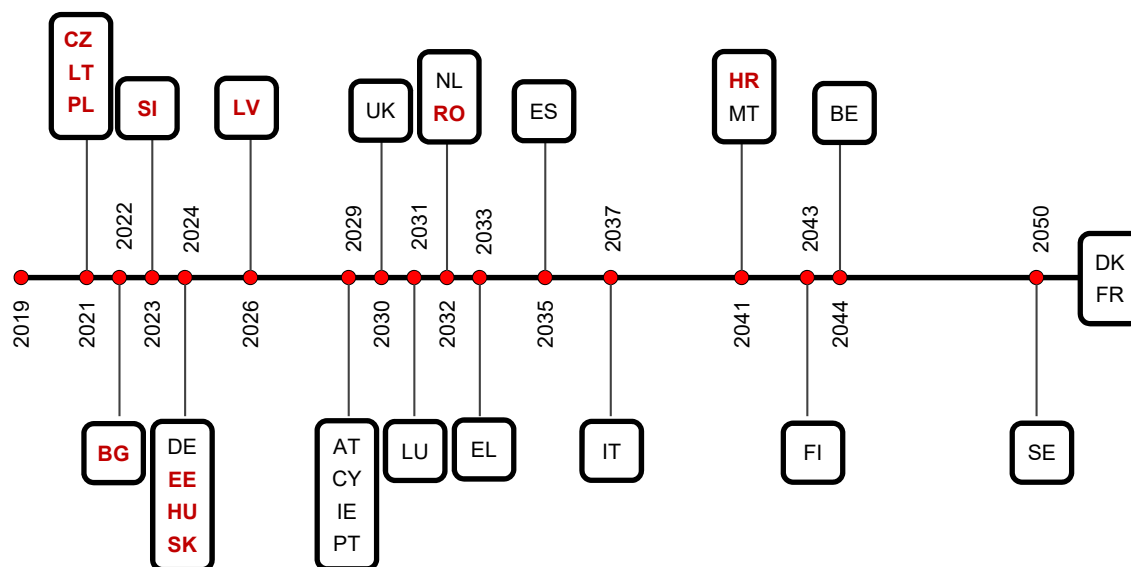 CZ
LT
PL
SI
LV
UK
NL
RO
ES
HR
MT
BE
2022
2024
2029
2031
2033
2037
2043
2050
DK
FR
2019
2021
2023
2026
2030
2032
2035
2041
2044
BG
DE
EE
HU
SK
AT
CY
IE
PT
LU
EL
IT
FI
SE